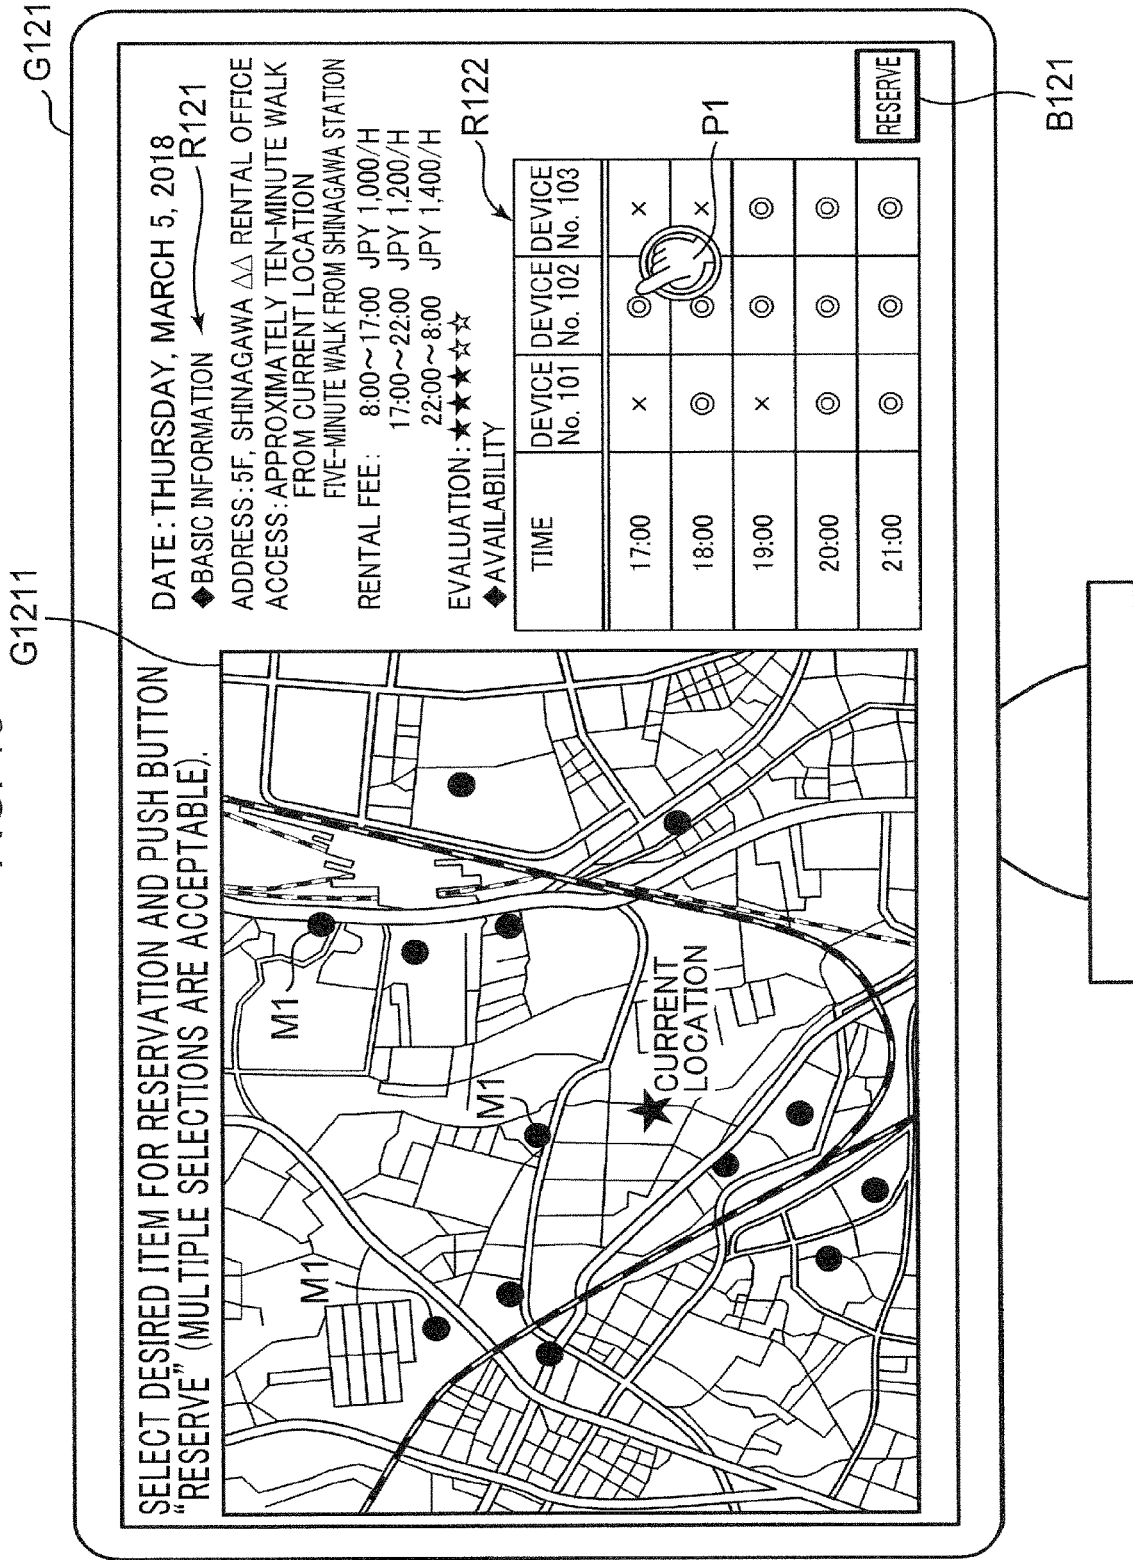 G121
G1211
SELECT DESIRED ITEM FOR RESERVATION AND PUSH BUTTON
“RESERVE” (MULTIPLE SELECTIONS ARE ACCEPTABLE).
M1
M1
M1
CURRENT
LOCATION
DATE : THURSDAY, MARCH 5, 2018
◆BASIC INFORMATION
R121
ADDRESS : 5F, SHINAGAWA △△ RENTAL OFFICE
ACCESS : APPROXIMATELY TEN-MINUTE WALK
FROM CURRENT LOCATION
FIVE-MINUTE WALK FROM SHINAGAWA STATION
RENTAL FEE : 8:00～17:00 JPY 1,000/H
17:00～22:00 JPY 1,200/H
22:00～8:00 JPY 1,400/H
EVALUATION : ★★★☆☆
◆AVAILABILITY
R122
TIME DEVICE No. 101 DEVICE No. 102 DEVICE No. 103
17:00 × ◎ ×
18:00 ◎ ◎ ×
19:00 × ◎ ◎
20:00 ◎ ◎ ◎
21:00 ◎ ◎ ◎
P1
RESERVE
B121